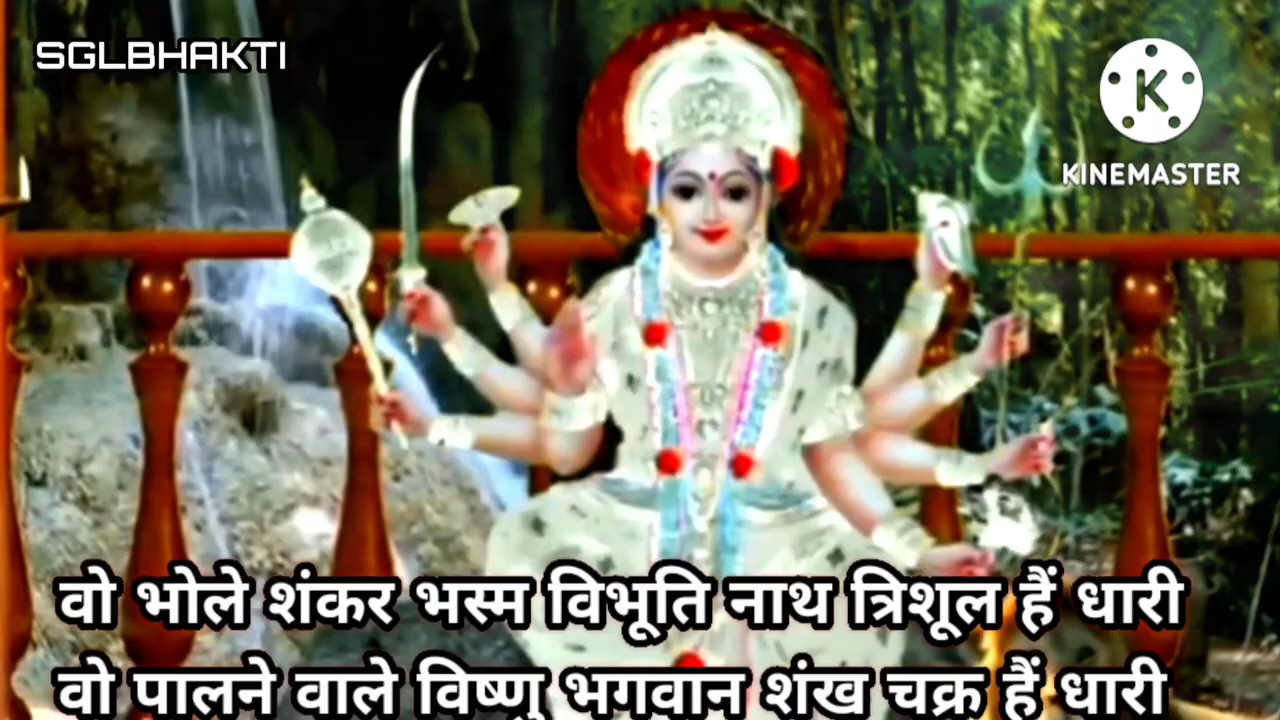 SGLBHAKTI
K
KINEMASTER
वो भोले शंकर भस्म विभूति नाथ त्रिशूल हैं धारी
वो पालने वाले विष्णु भगवान शंख चक्र हैं धारी